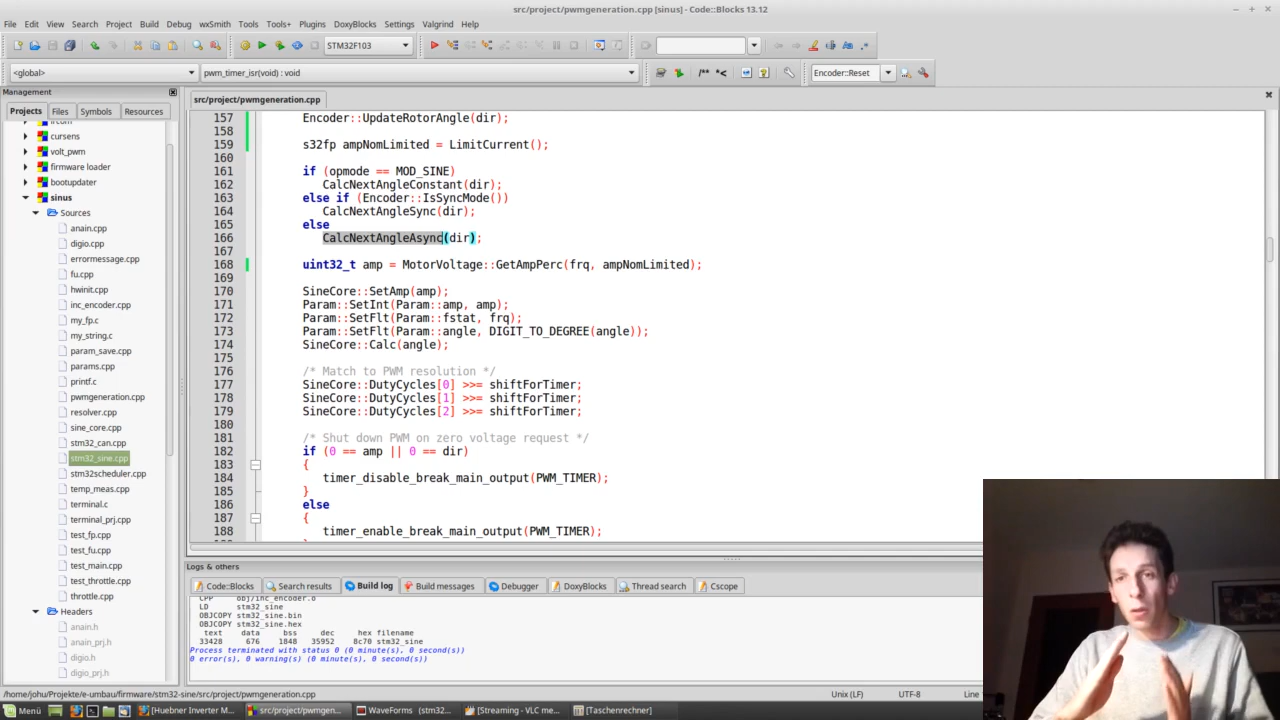 src/project/pwmgeneration.cpp [sinus] - Code::Blocks 13.12
File Edit View Search Project Build Debug wxSmith Tools Tools+ Plugins DoxyBlocks Settings Valgrind Help
STM32F103
<global> pwm_timer_isr(void) : void Encoder::Reset
Management
Projects Files Symbols Resources
cursens
volt_pwm
firmware loader
bootupdater
sinus
Sources
anain.cpp
digio.cpp
errormessage.cpp
fu.cpp
hwinit.cpp
inc_encoder.cpp
my_fp.c
my_string.c
param_save.cpp
params.cpp
printf.c
pwmgeneration.cpp
resolver.cpp
sine_core.cpp
stm32_can.cpp
stm32_sine.cpp
stm32scheduler.cpp
temp_meas.cpp
terminal.c
terminal_prj.cpp
test_fp.cpp
test_fu.cpp
test_main.cpp
test_throttle.cpp
throttle.cpp
Headers
anain.h
anain_prj.h
digio.h
digio_prj.h
src/project/pwmgeneration.cpp
157 Encoder::UpdateRotorAngle(dir);
158
159 s32fp ampNomLimited = LimitCurrent();
160
161 if (opmode == MOD_SINE)
162 CalcNextAngleConstant(dir);
163 else if (Encoder::IsSyncMode())
164 CalcNextAngleSync(dir);
165 else
166 CalcNextAngleAsync(dir);
167
168 uint32_t amp = MotorVoltage::GetAmpPerc(frq, ampNomLimited);
169
170 SineCore::SetAmp(amp);
171 Param::SetInt(Param::amp, amp);
172 Param::SetFlt(Param::fstat, frq);
173 Param::SetFlt(Param::angle, DIGIT_TO_DEGREE(angle));
174 SineCore::Calc(angle);
175
176 /* Match to PWM resolution */
177 SineCore::DutyCycles[0] >>= shiftForTimer;
178 SineCore::DutyCycles[1] >>= shiftForTimer;
179 SineCore::DutyCycles[2] >>= shiftForTimer;
180
181 /* Shut down PWM on zero voltage request */
182 if (0 == amp || 0 == dir)
183 {
184 timer_disable_break_main_output(PWM_TIMER);
185 }
186 else
187 {
188 timer_enable_break_main_output(PWM_TIMER);
Logs & others
Code::Blocks Search results Build log Build messages Debugger DoxyBlocks Thread search Cscope
CPP obj/inc_encoder.o
LD stm32_sine
OBJCOPY stm32_sine.bin
OBJCOPY stm32_sine.hex
text data bss dec hex filename
33428 676 1848 35952 8c70 stm32_sine
Process terminated with status 0 (0 minute(s), 0 second(s))
0 error(s), 0 warning(s) (0 minute(s), 0 second(s))
/home/johu/Projekte/e-umbau/firmware/stm32-sine/src/project/pwmgeneration.cpp Unix (LF) UTF-8 Line
Menü [Huebner Inverter M... src/project/pwmgen... WaveForms (stm32... [Streaming - VLC me... [Taschenrechner]